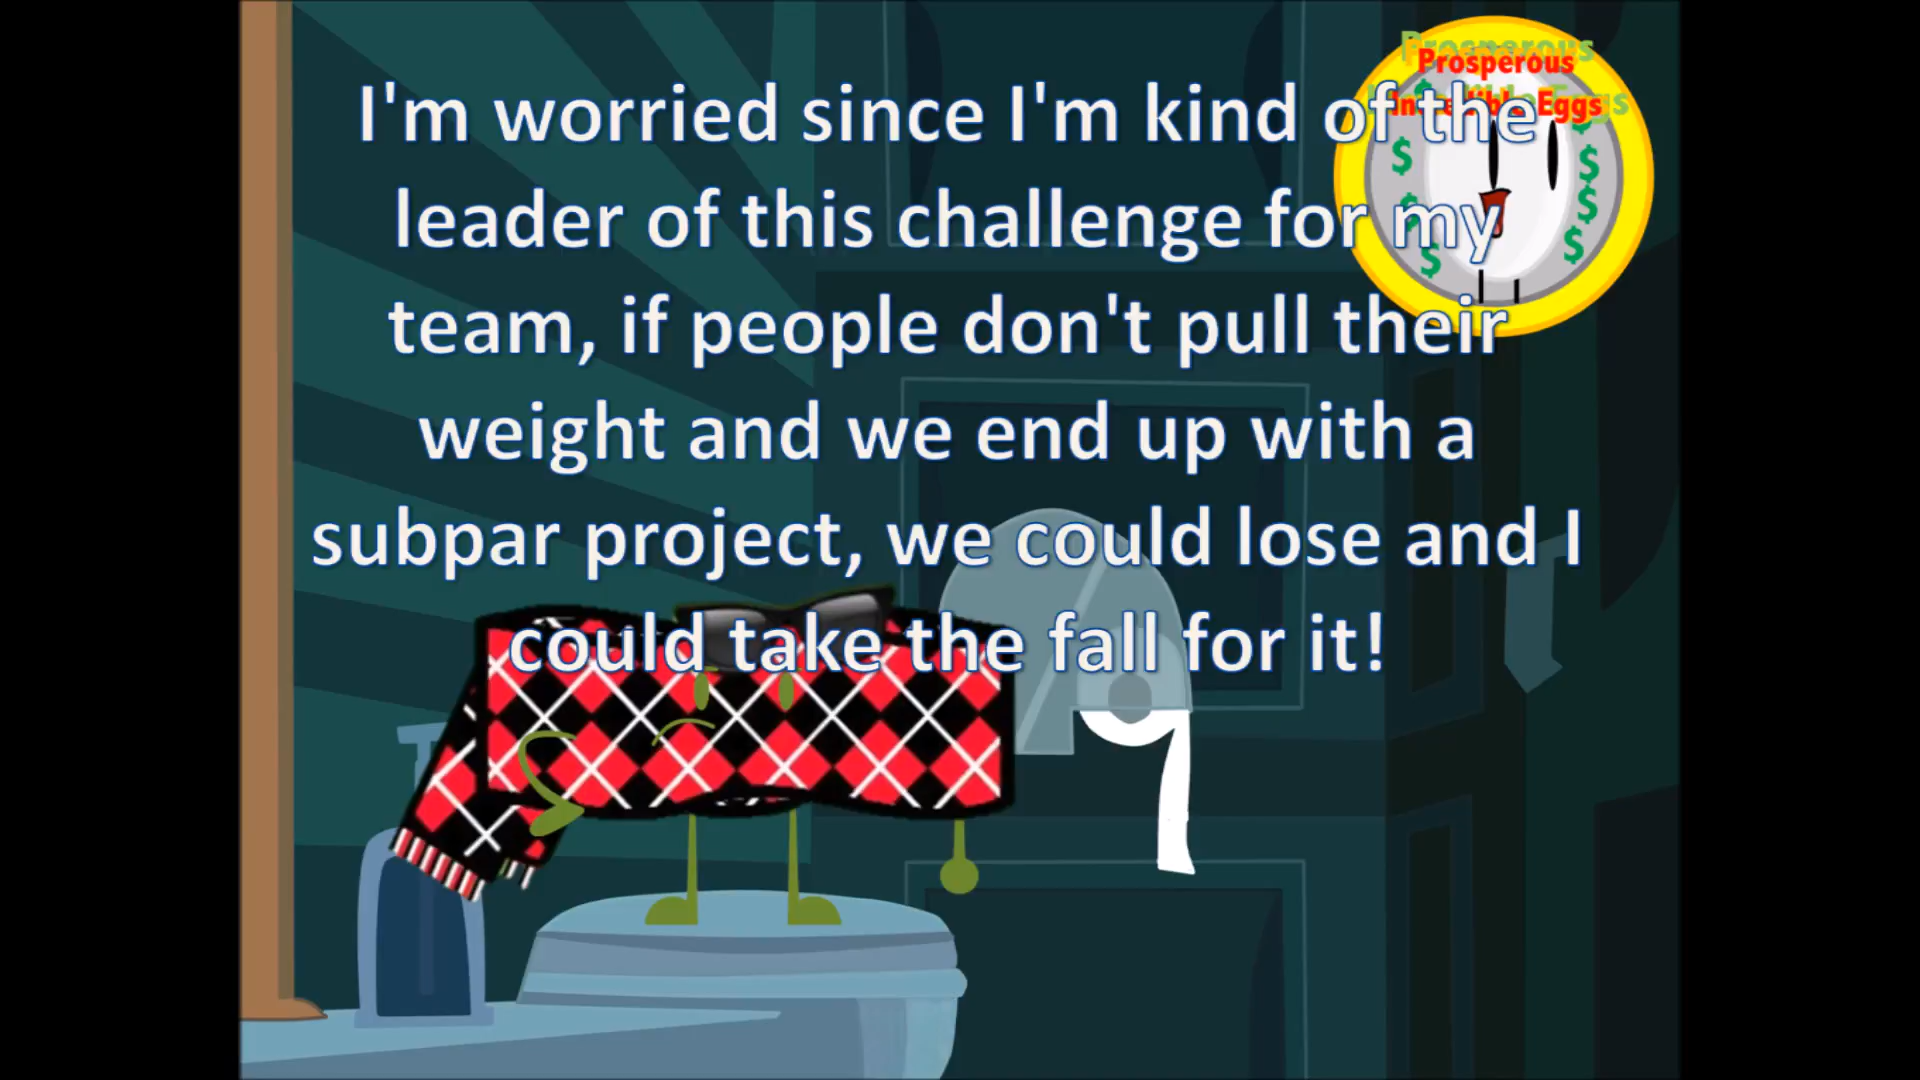 Prosperous
Incredible Eggs
I'm worried since I'm kind of the
leader of this challenge for my
team, if people don't pull their
weight and we end up with a
subpar project, we could lose and I
could take the fall for it!
$
$
$
$
$
$
$